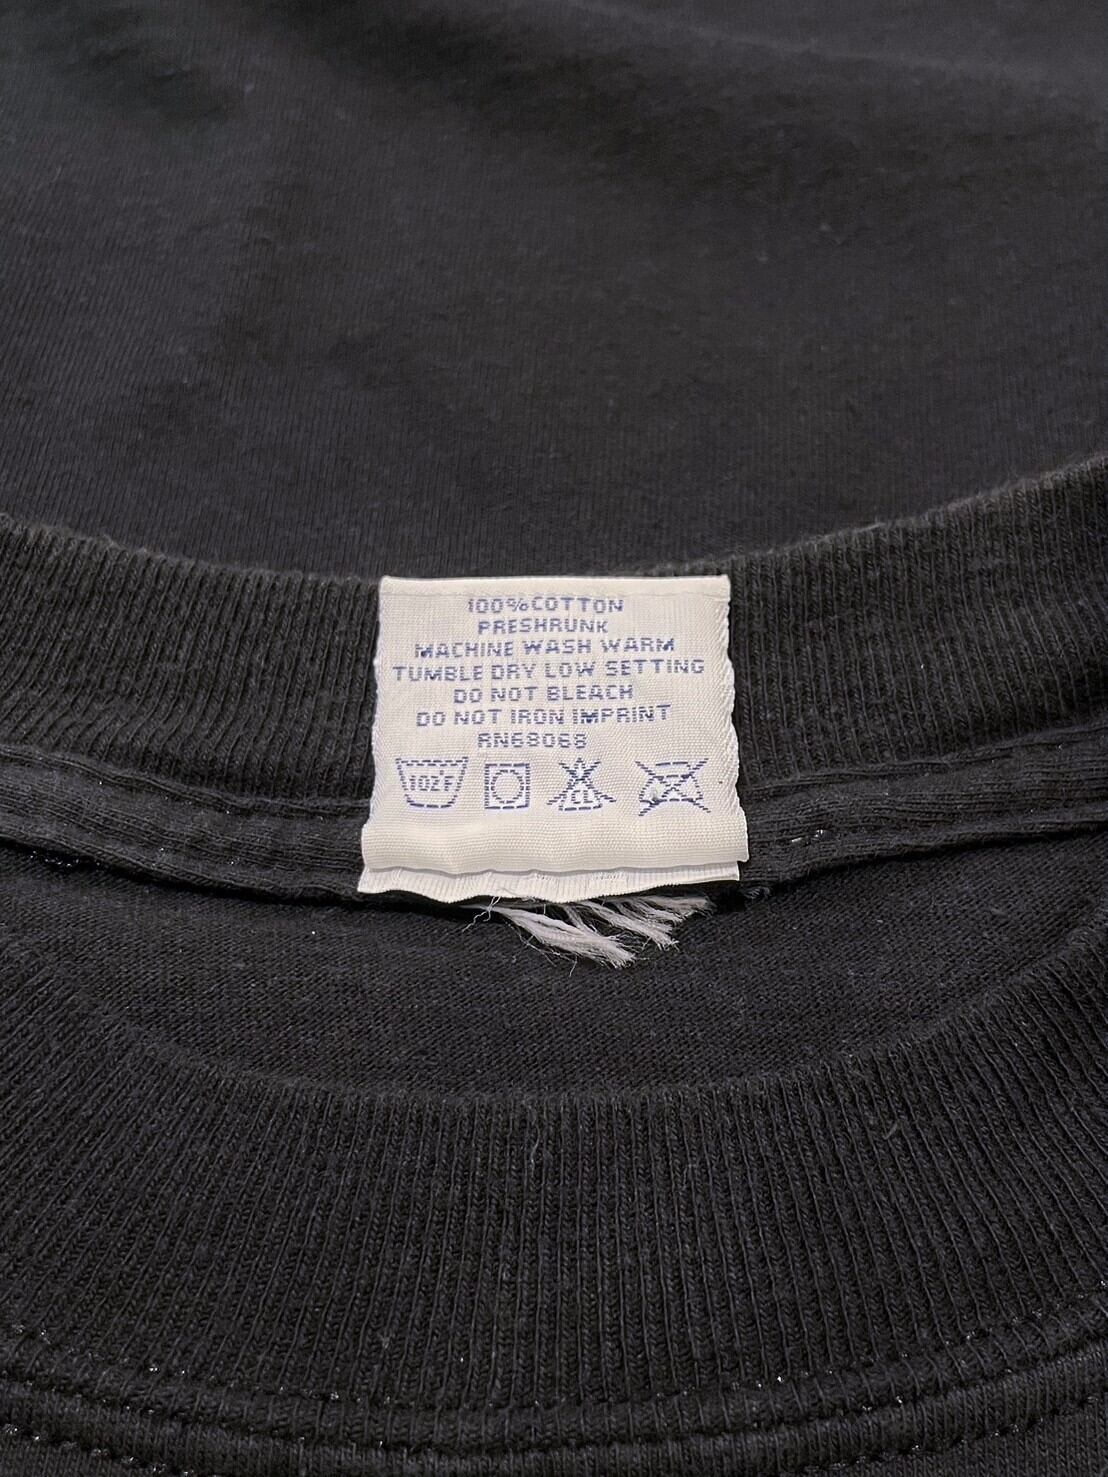 100% COTTON
PRESHRUNK
MACHINE WASH WARM
TUMBLE DRY LOW SETTING
DO NOT BLEACH
DO NOT IRON IMPRINT
RN68068
102°F
CL